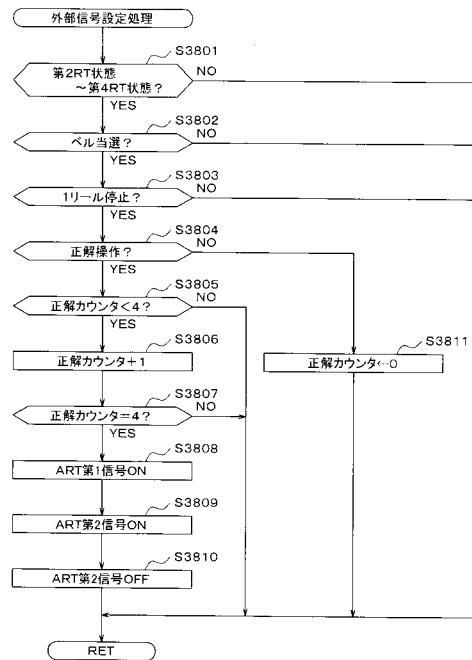 外部信号設定処理
S3801
第2RT状態
～第4RT状態？
NO
YES
S3802
ベル当選？
NO
YES
S3803
1リール停止？
NO
YES
S3804
正解操作？
NO
YES
S3805
正解カウンタ<4？
NO
YES
S3806
正解カウンタ+1
S3811
正解カウンタ←0
S3807
正解カウンタ=4？
NO
YES
S3808
ART第1信号ON
S3809
ART第2信号ON
S3810
ART第2信号OFF
RET